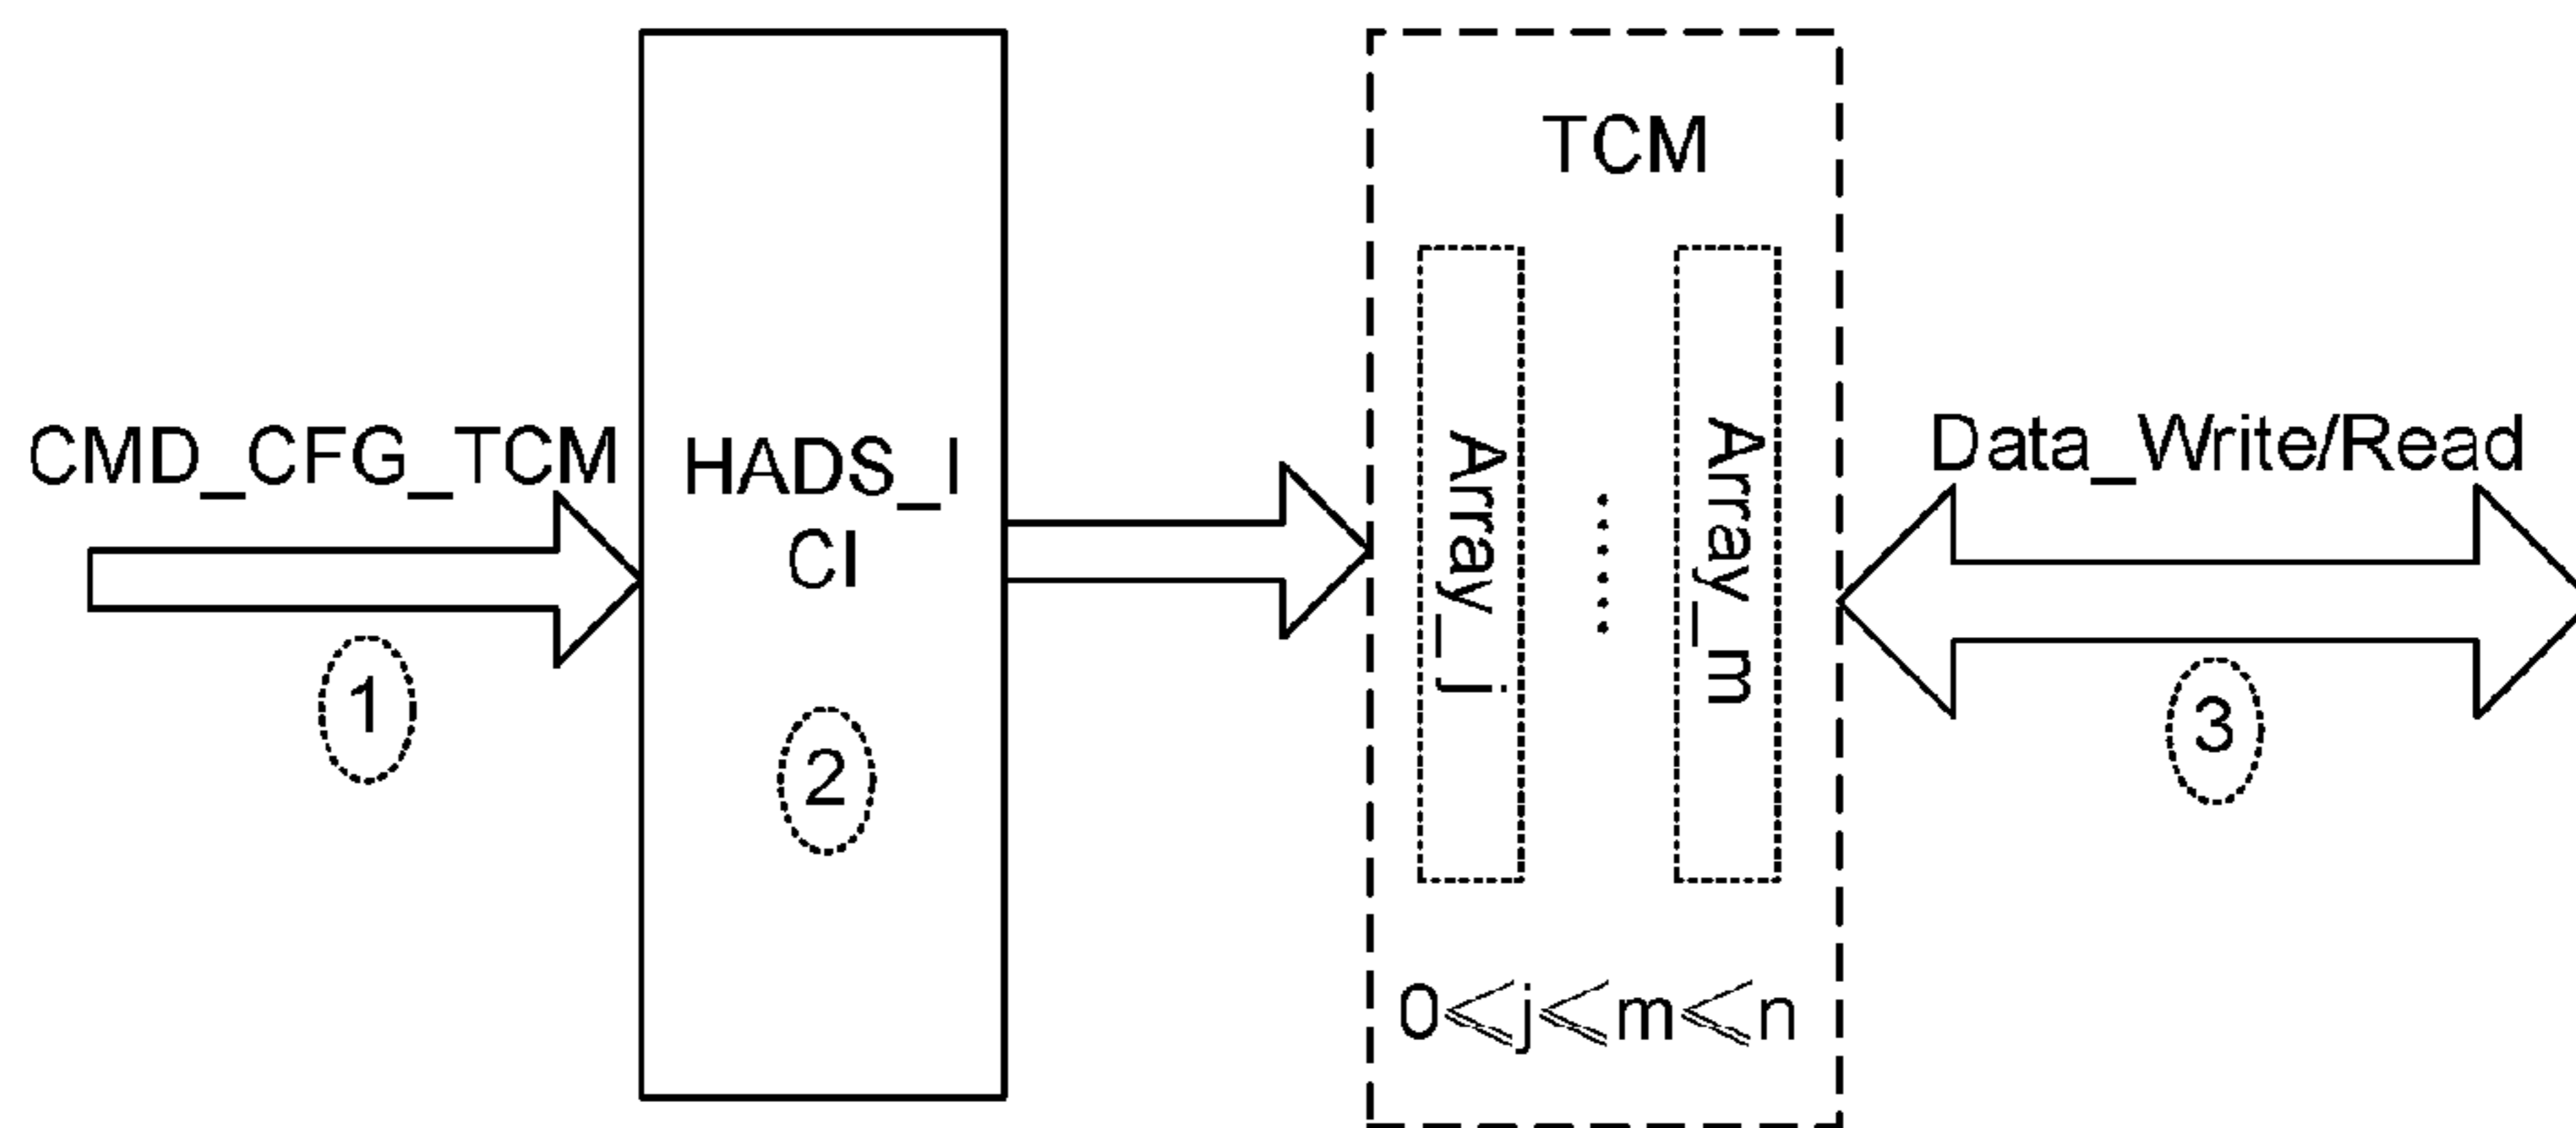 CMD_CFG_TCM
1
HADS_I
CI
2
TCM
Array_j
......
Array_m
0⩽j⩽m⩽n
Data_Write/Read
3